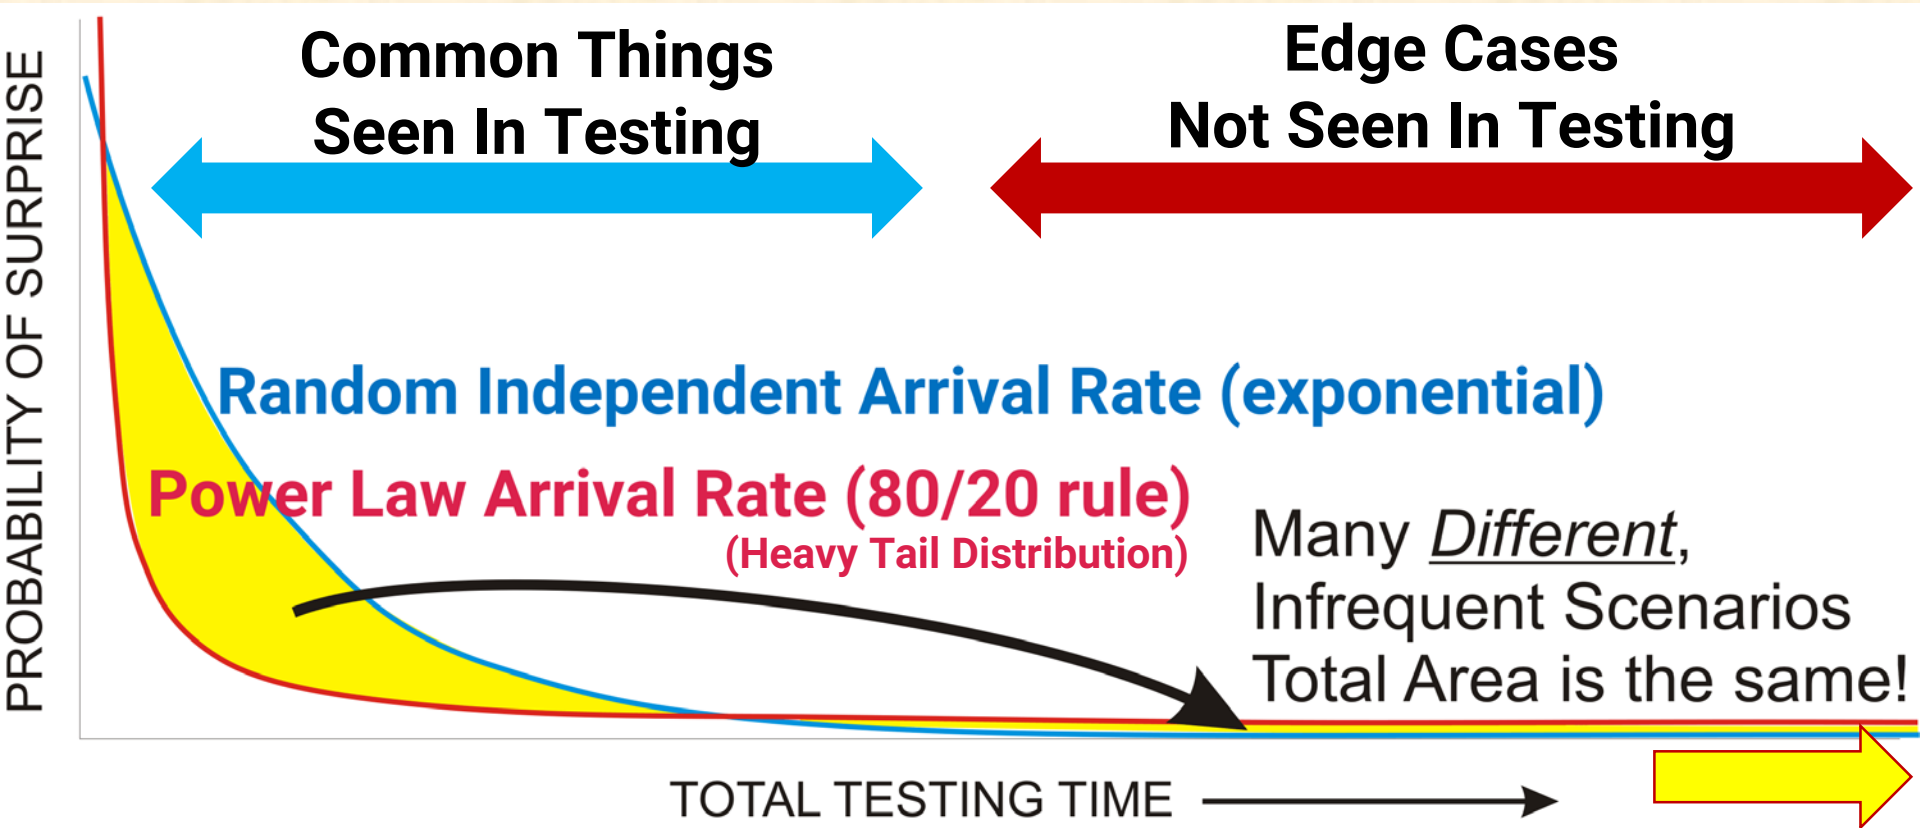 PROBABILITY OF SURPRISE
Common Things
Seen In Testing
Edge Cases
Not Seen In Testing
Random Independent Arrival Rate (exponential)
Power Law Arrival Rate (80/20 rule)
(Heavy Tail Distribution)
Many Different,
Infrequent Scenarios
Total Area is the same!
TOTAL TESTING TIME